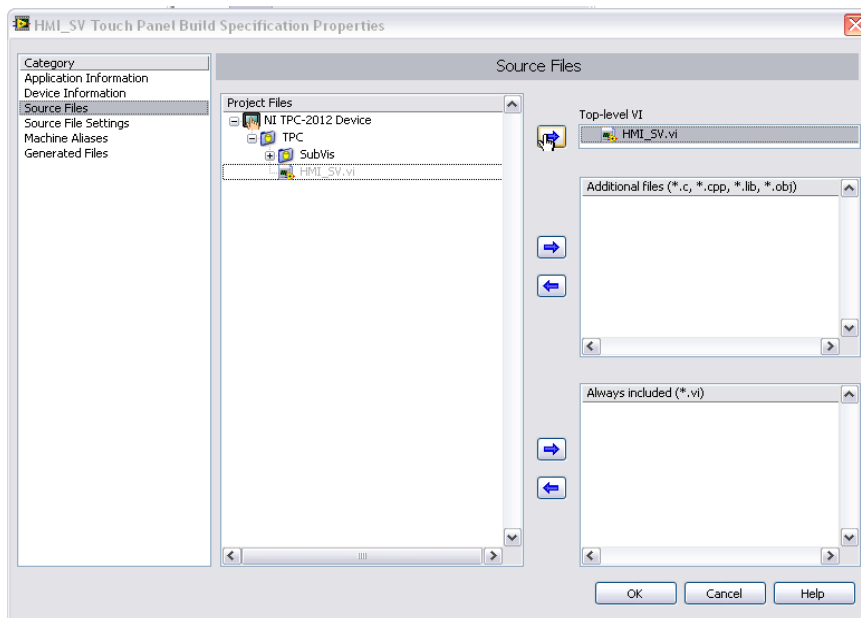 HMI_SV Touch Panel Build Specification Properties
Category
Application Information
Device Information
Source Files
Source File Settings
Machine Aliases
Generated Files
Source Files
Project Files
NI TPC-2012 Device
TPC
SubVis
HMI_SV.vi
Top-level VI
HMI_SV.vi
Additional files (*.c, *.cpp, *.lib, *.obj)
Always included (*.vi)
OK
Cancel
Help